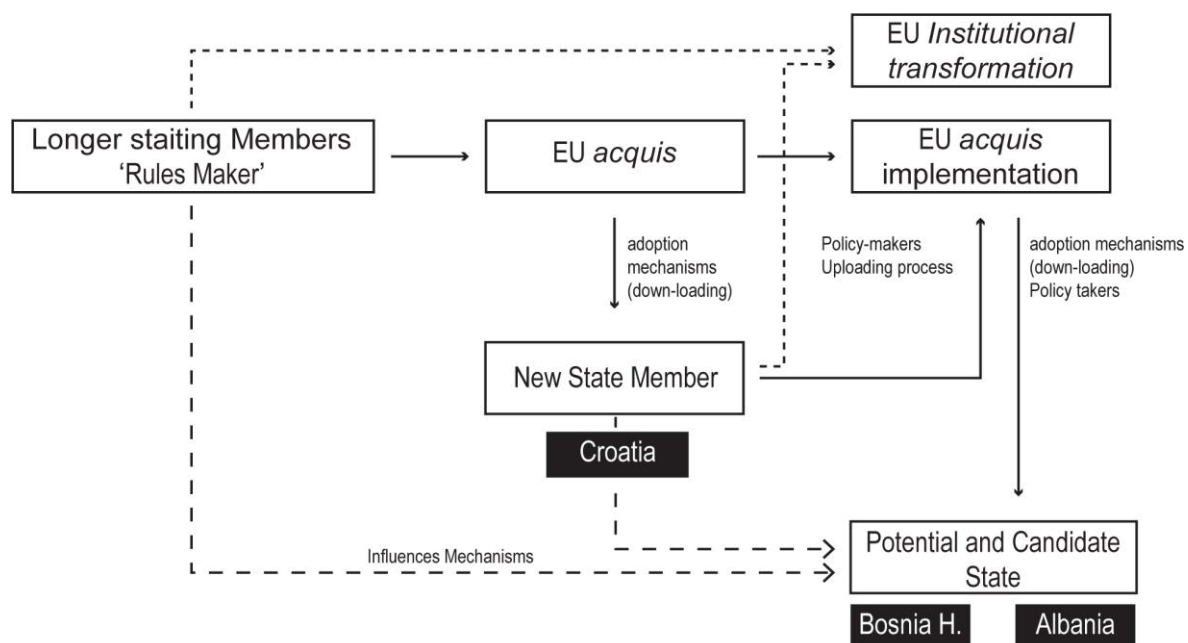 EU Institutional
transformation
Longer staiting Members
‘Rules Maker’
EU acquis
EU acquis
implementation
adoption
mechanisms
(down-loading)
Policy-makers
Uploading process
adoption mechanisms
(down-loading)
Policy takers
New State Member
Croatia
Influences Mechanisms
Potential and Candidate
State
Bosnia H.
Albania